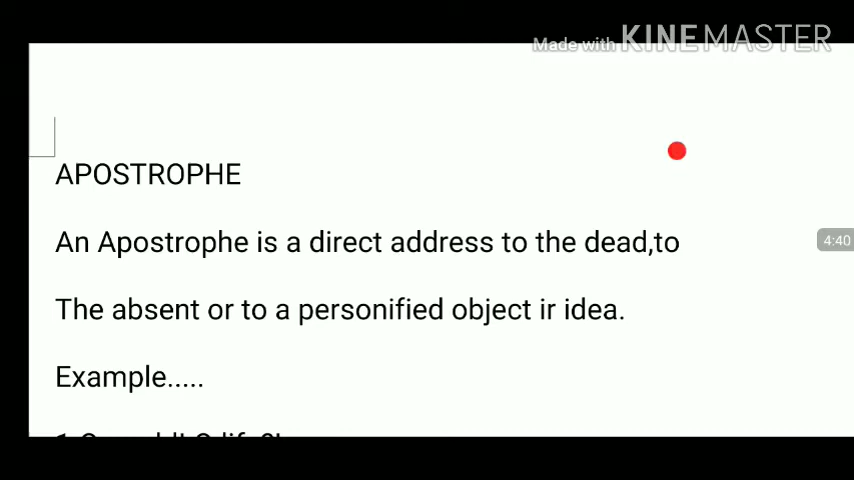 Made with KINEMASTER
APOSTROPHE
An Apostrophe is a direct address to the dead,to
4:40
The absent or to a personified object ir idea.
Example.....